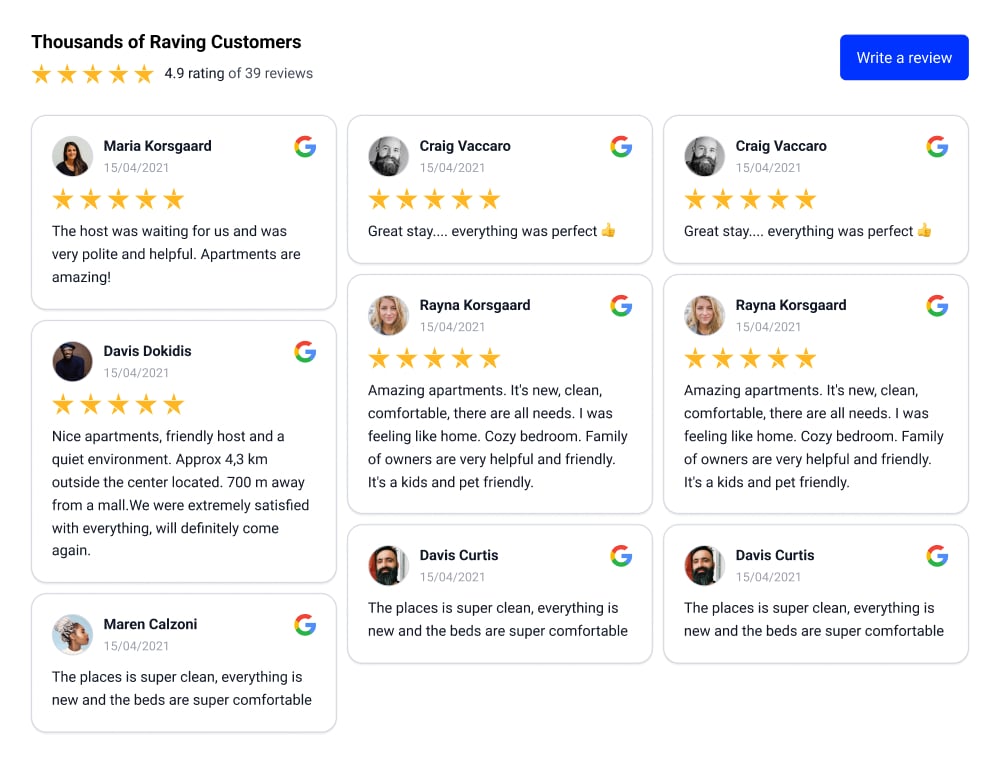 Thousands of Raving Customers
4.9 rating of 39 reviews
Write a review
Maria Korsgaard
15/04/2021
The host was waiting for us and was
very polite and helpful. Apartments are
amazing!
Davis Dokidis
15/04/2021
Nice apartments, friendly host and a
quiet environment. Approx 4,3 km
outside the center located. 700 m away
from a mall.We were extremely satisfied
with everything, will definitely come
again.
Maren Calzoni
15/04/2021
The places is super clean, everything is
new and the beds are super comfortable
Craig Vaccaro
15/04/2021
Great stay.... everything was perfect 👍
Rayna Korsgaard
15/04/2021
Amazing apartments. It's new, clean,
comfortable, there are all needs. I was
feeling like home. Cozy bedroom. Family
of owners are very helpful and friendly.
It's a kids and pet friendly.
Davis Curtis
15/04/2021
The places is super clean, everything is
new and the beds are super comfortable
Craig Vaccaro
15/04/2021
Great stay.... everything was perfect 👍
Rayna Korsgaard
15/04/2021
Amazing apartments. It's new, clean,
comfortable, there are all needs. I was
feeling like home. Cozy bedroom. Family
of owners are very helpful and friendly.
It's a kids and pet friendly.
Davis Curtis
15/04/2021
The places is super clean, everything is
new and the beds are super comfortable